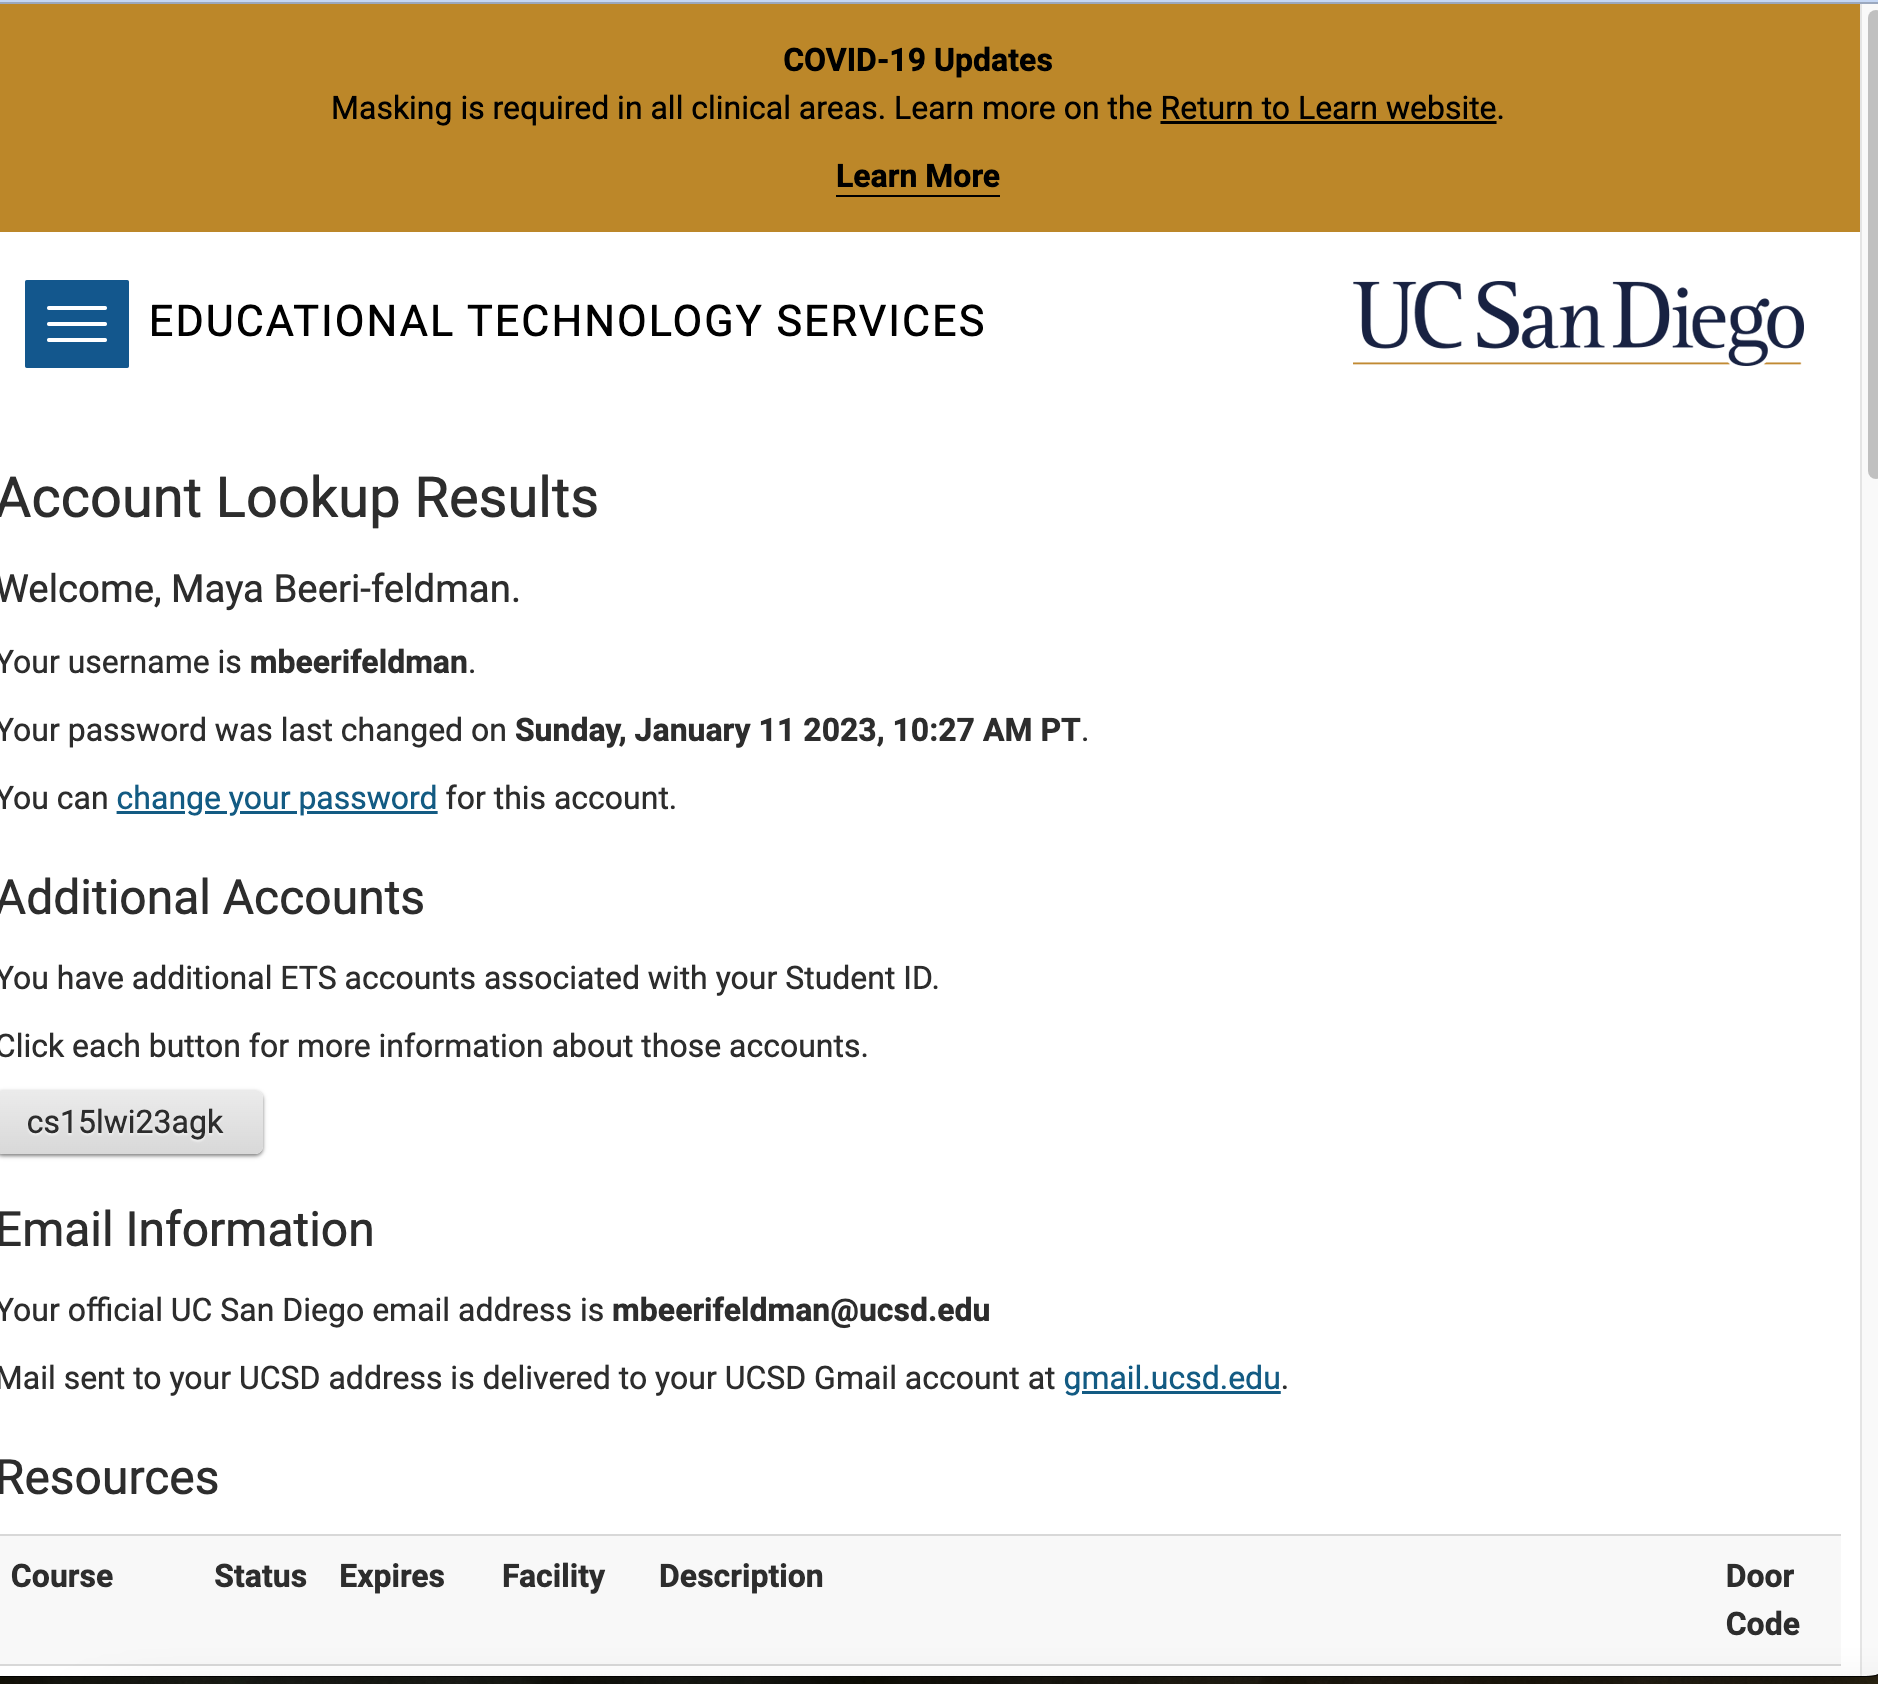 COVID-19 Updates
Masking is required in all clinical areas. Learn more on the Return to Learn website.
Learn More
EDUCATIONAL TECHNOLOGY SERVICES
UC San Diego
Account Lookup Results
Welcome, Maya Beeri-feldman.
Your username is mbeerifeldman.
Your password was last changed on Sunday, January 11 2023, 10:27 AM PT.
You can change your password for this account.
Additional Accounts
You have additional ETS accounts associated with your Student ID.
Click each button for more information about those accounts.
cs15lwi23agk
Email Information
Your official UC San Diego email address is mbeerifeldman@ucsd.edu
Mail sent to your UCSD address is delivered to your UCSD Gmail account at gmail.ucsd.edu.
Resources
Course Status Expires Facility Description Door
Code